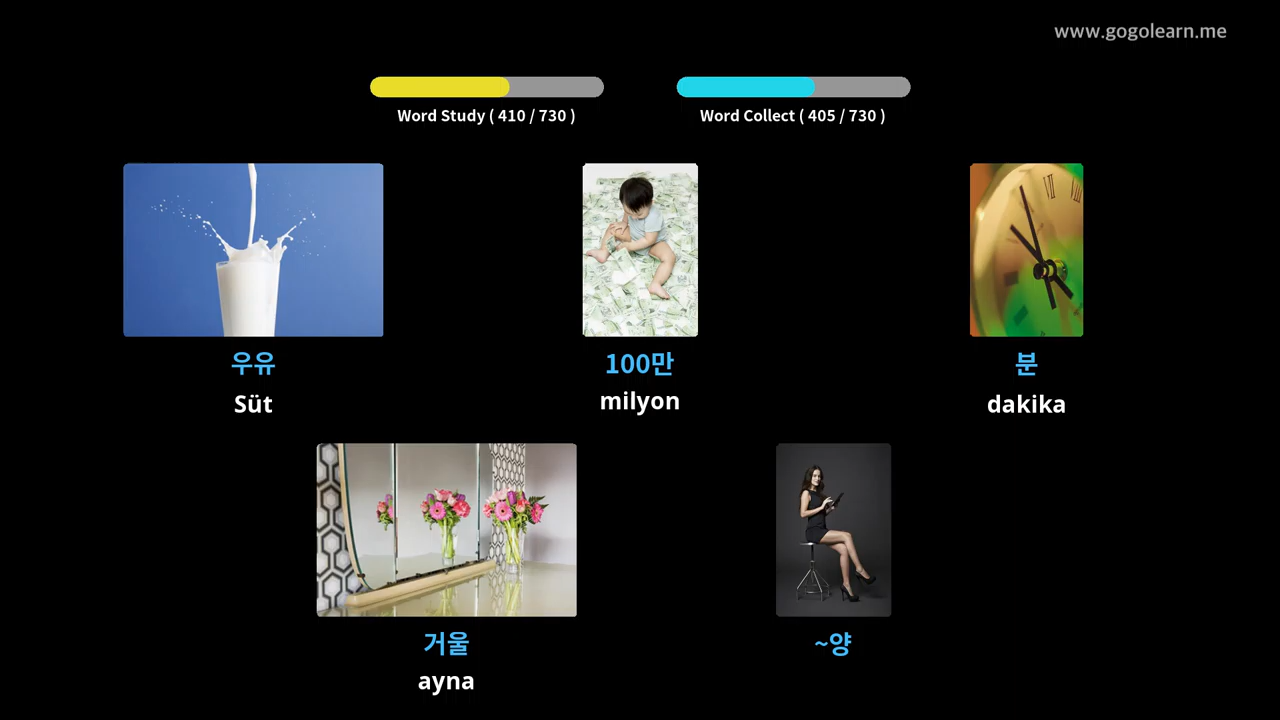 www.gogolearn.me
Word Study ( 410 / 730 )
Word Collect ( 405 / 730 )
우유
Süt
100만
milyon
분
dakika
거울
ayna
~양